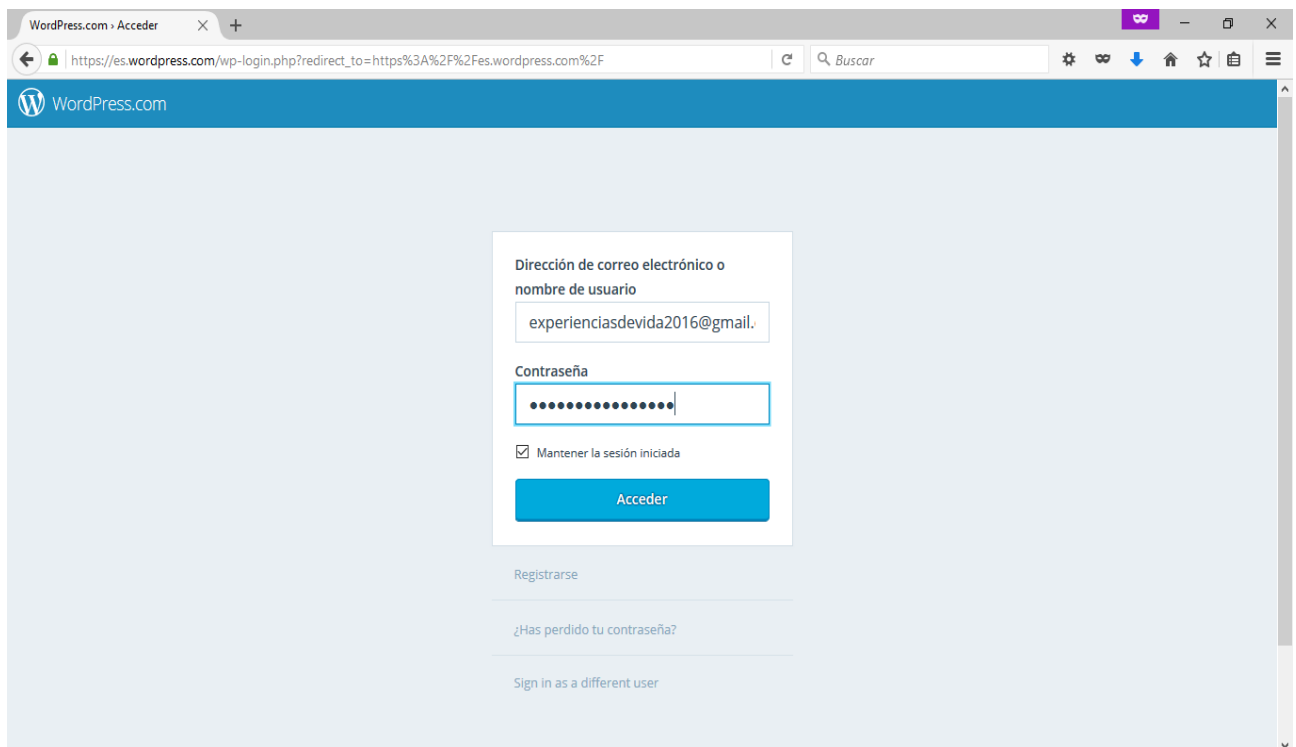 WordPress.com › Acceder
https://es.wordpress.com/wp-login.php?redirect_to=https%3A%2F%2Fes.wordpress.com%2F
Buscar
WordPress.com
Dirección de correo electrónico o
nombre de usuario
experienciasdevida2016@gmail.
Contraseña
••••••••••••••••
Mantener la sesión iniciada
Acceder
Registrarse
¿Has perdido tu contraseña?
Sign in as a different user